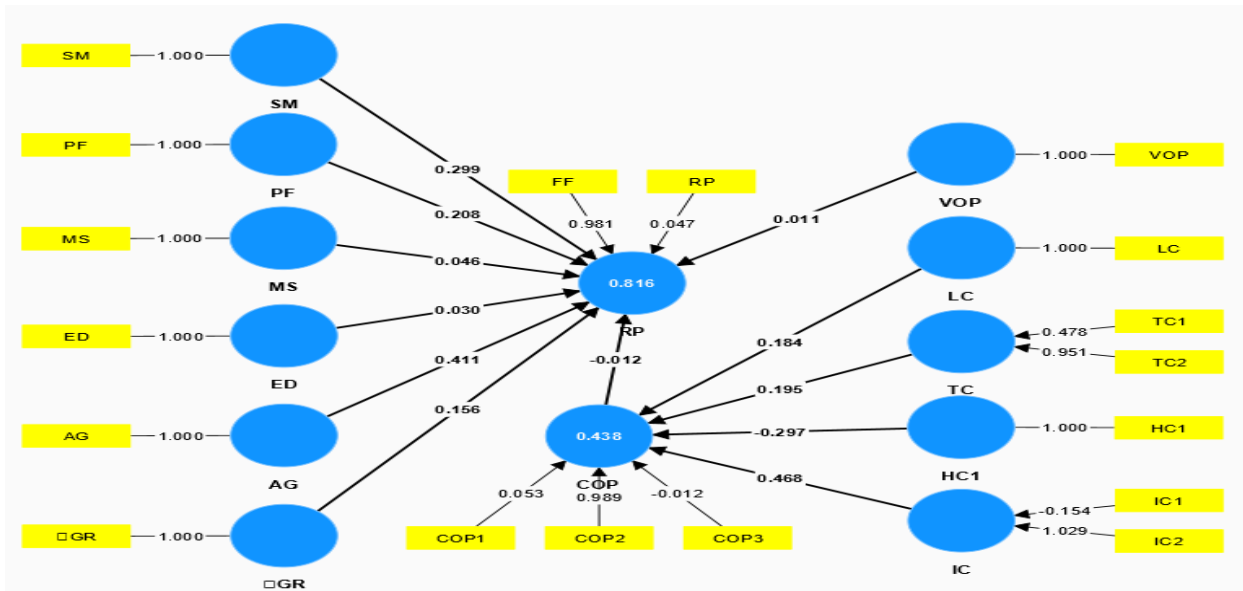 SM 1.000
SM
PF 1.000
PF
MS 1.000
MS
ED 1.000
ED
AG 1.000
AG
□GR 1.000
□GR
0.299
0.208
0.046
0.030
0.411
0.156
FF RP
0.981 0.047
0.816
RP
-0.012
0.438
COP
0.053 0.989 -0.012
COP1 COP2 COP3
0.011
0.184
0.195
-0.297
0.468
1.000 VOP
VOP
1.000 LC
LC
0.478 TC1
0.951 TC2
TC
1.000 HC1
HC1
-0.154 IC1
1.029 IC2
IC